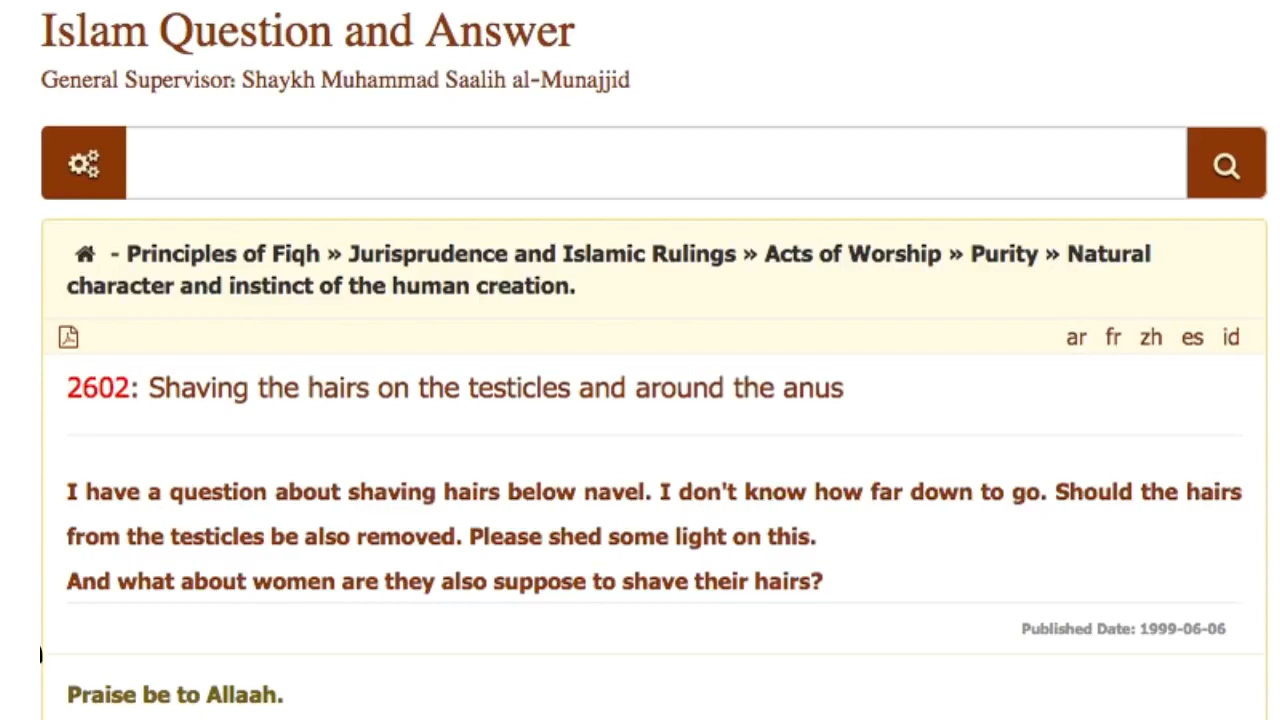 Islam Question and Answer
General Supervisor: Shaykh Muhammad Saalih al-Munajjid
- Principles of Fiqh » Jurisprudence and Islamic Rulings » Acts of Worship » Purity » Natural
character and instinct of the human creation.
ar fr zh es id
2602: Shaving the hairs on the testicles and around the anus
I have a question about shaving hairs below navel. I don't know how far down to go. Should the hairs
from the testicles be also removed. Please shed some light on this.
And what about women are they also suppose to shave their hairs?
Published Date: 1999-06-06
Praise be to Allaah.